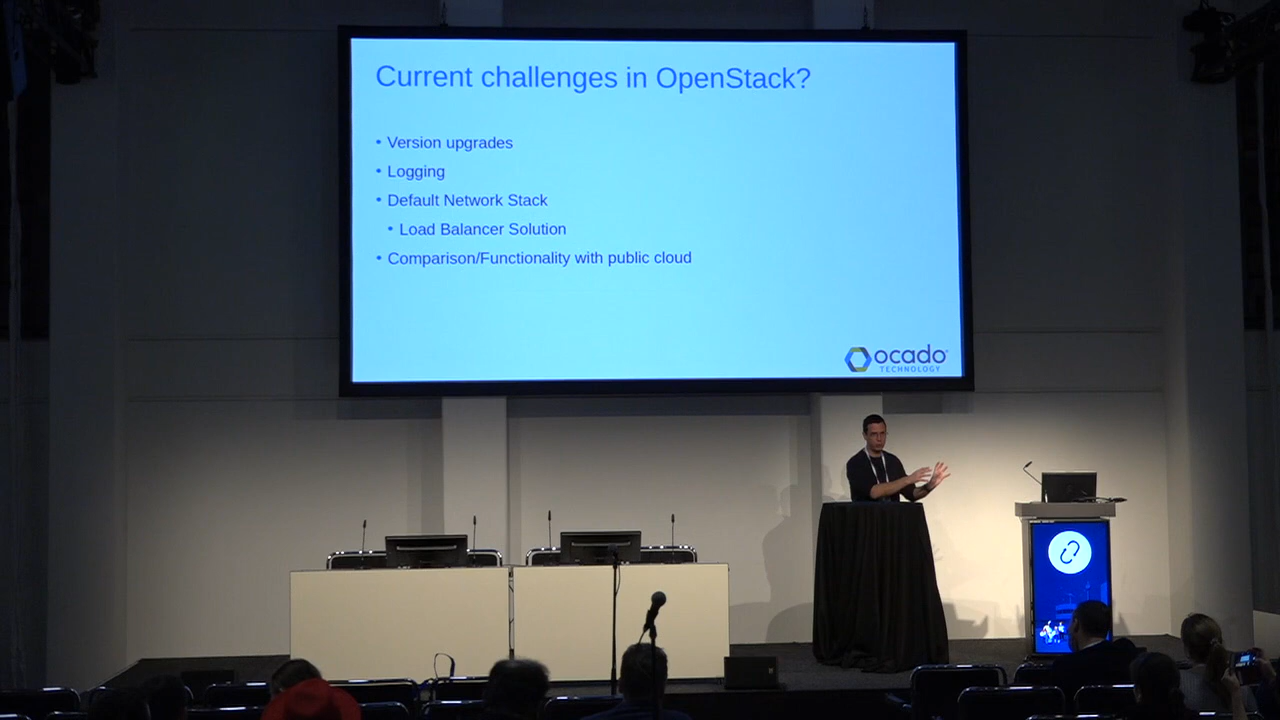 Current challenges in OpenStack?
• Version upgrades
• Logging
• Default Network Stack
• Load Balancer Solution
• Comparison/Functionality with public cloud
ocado
TECHNOLOGY